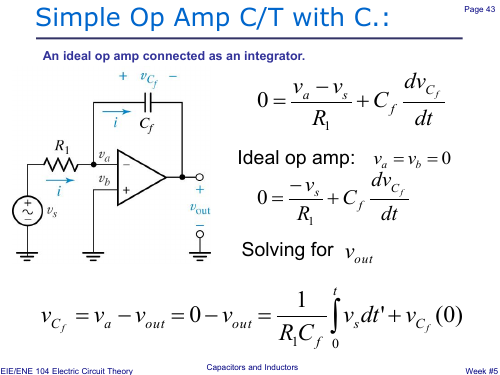 Page 43
Simple Op Amp C/T with C.:
An ideal op amp connected as an integrator.
+ v_{C_f} −
i
C_f
R_1
v_a
v_b
−
+
i
+
−
v_s
+
v_{out}
−
0 = \frac{v_a − v_s}{R_1} + C_f \frac{dv_{C_f}}{dt}
Ideal op amp: v_a = v_b = 0
0 = \frac{− v_s}{R_1} + C_f \frac{dv_{C_f}}{dt}
Solving for v_{out}
v_{C_f} = v_a − v_{out} = 0 − v_{out} = \frac{1}{R_1 C_f} \int_0^t v_s dt' + v_{C_f} (0)
EIE/ENE 104 Electric Circuit Theory
Capacitors and Inductors
Week #5